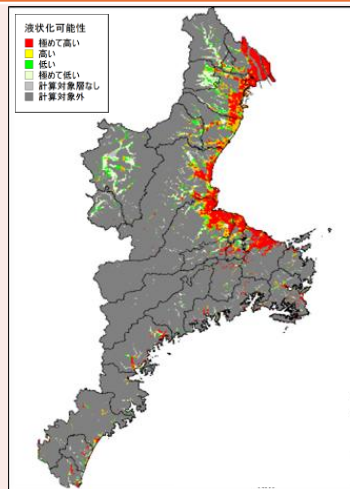 液状化可能性
極めて高い
高い
低い
極めて低い
計算対象層なし
計算対象外